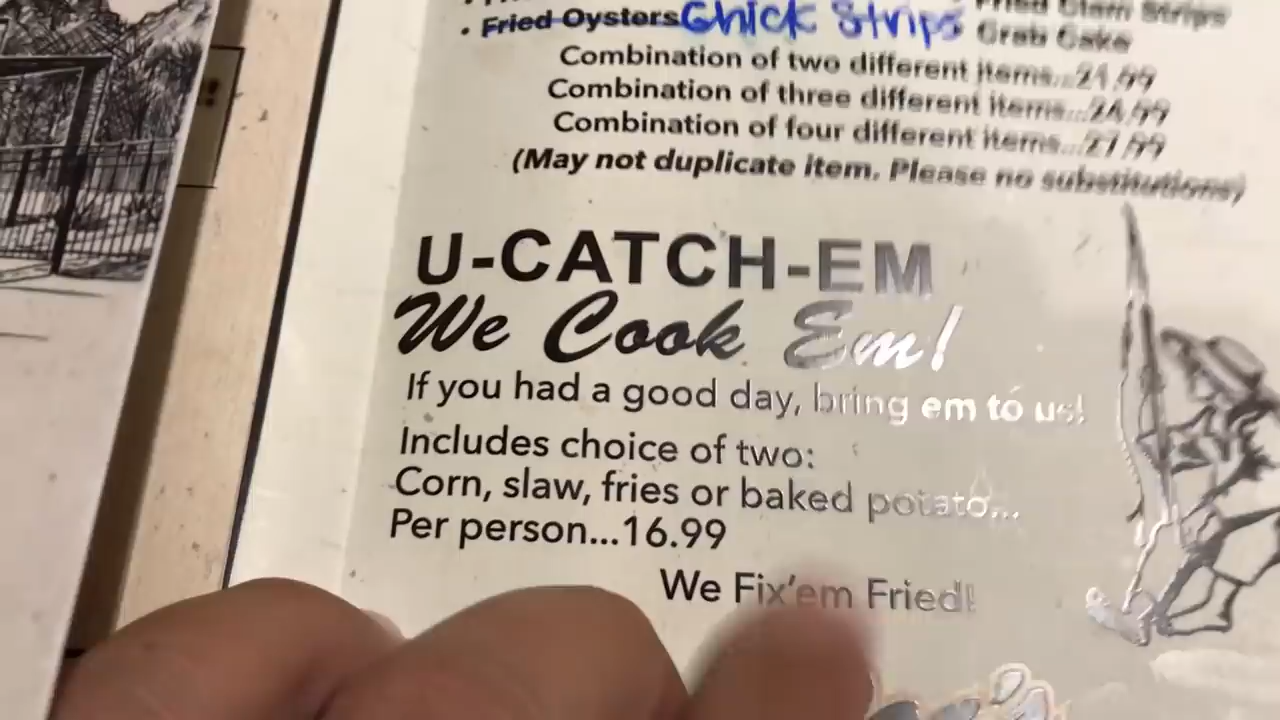 • Fried Oysters Chick Strips
Fried Clam Strips
Crab Cake
Combination of two different items...21.99
Combination of three different items...24.99
Combination of four different items...27.99
(May not duplicate item. Please no substitutions)
U-CATCH-EM
We Cook Em!
If you had a good day, bring em to us!
Includes choice of two:
Corn, slaw, fries or baked potato...
Per person...16.99
We Fix'em Fried!